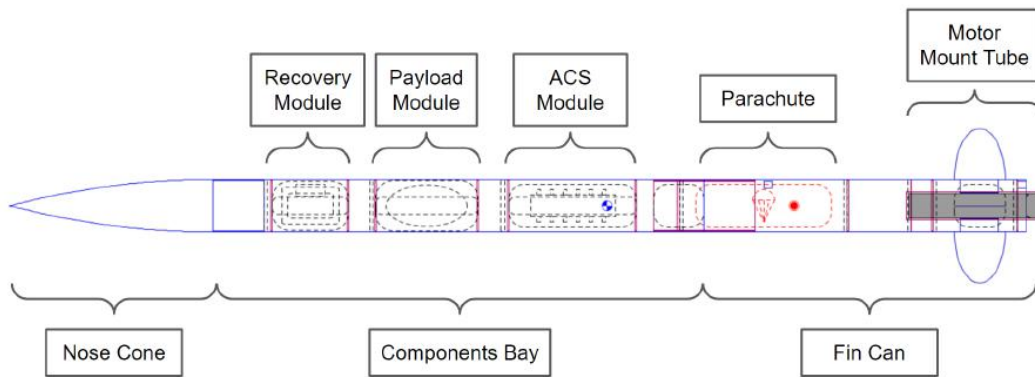 Motor
Mount Tube
Recovery
Module
Payload
Module
ACS
Module
Parachute
Nose Cone
Components Bay
Fin Can